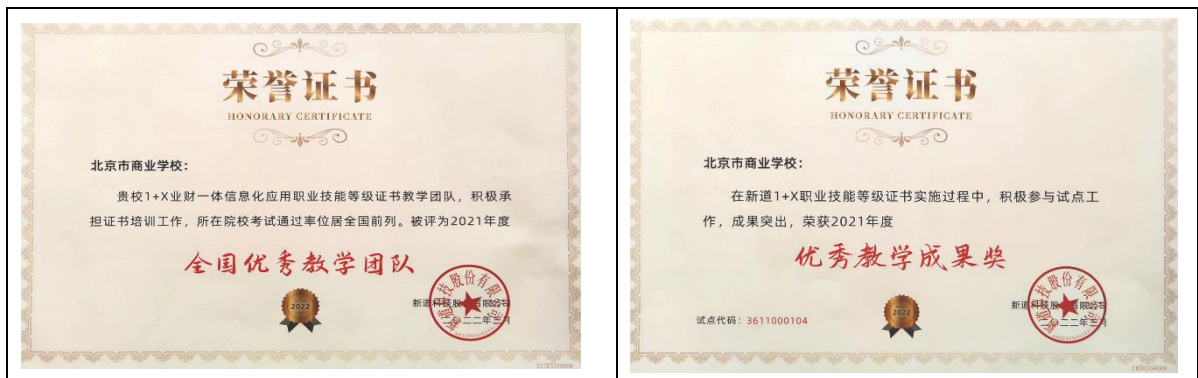 荣誉证书
HONORARY CERTIFICATE
北京市商业学校：
贵校1+X业财一体信息化应用职业技能等级证书教学团队，积极承
担证书培训工作，所在院校考试通过率位居全国前列。被评为2021年度
全国优秀教学团队
2022
新道科技股份有限公司
二〇二二年三月
荣誉证书
HONORARY CERTIFICATE
北京市商业学校：
在新道1+X职业技能等级证书实施过程中，积极参与试点工
作，成果突出，荣获2021年度
优秀教学成果奖
试点代码：3611000104
2022
新道科技股份有限公司
二〇二二年三月